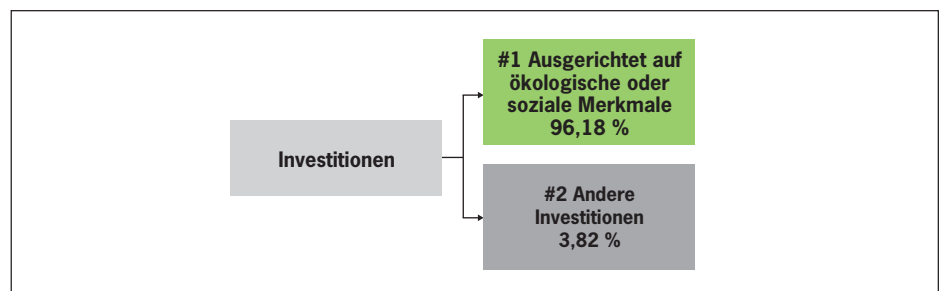 Investitionen
#1 Ausgerichtet auf
ökologische oder
soziale Merkmale
96,18 %
#2 Andere
Investitionen
3,82 %